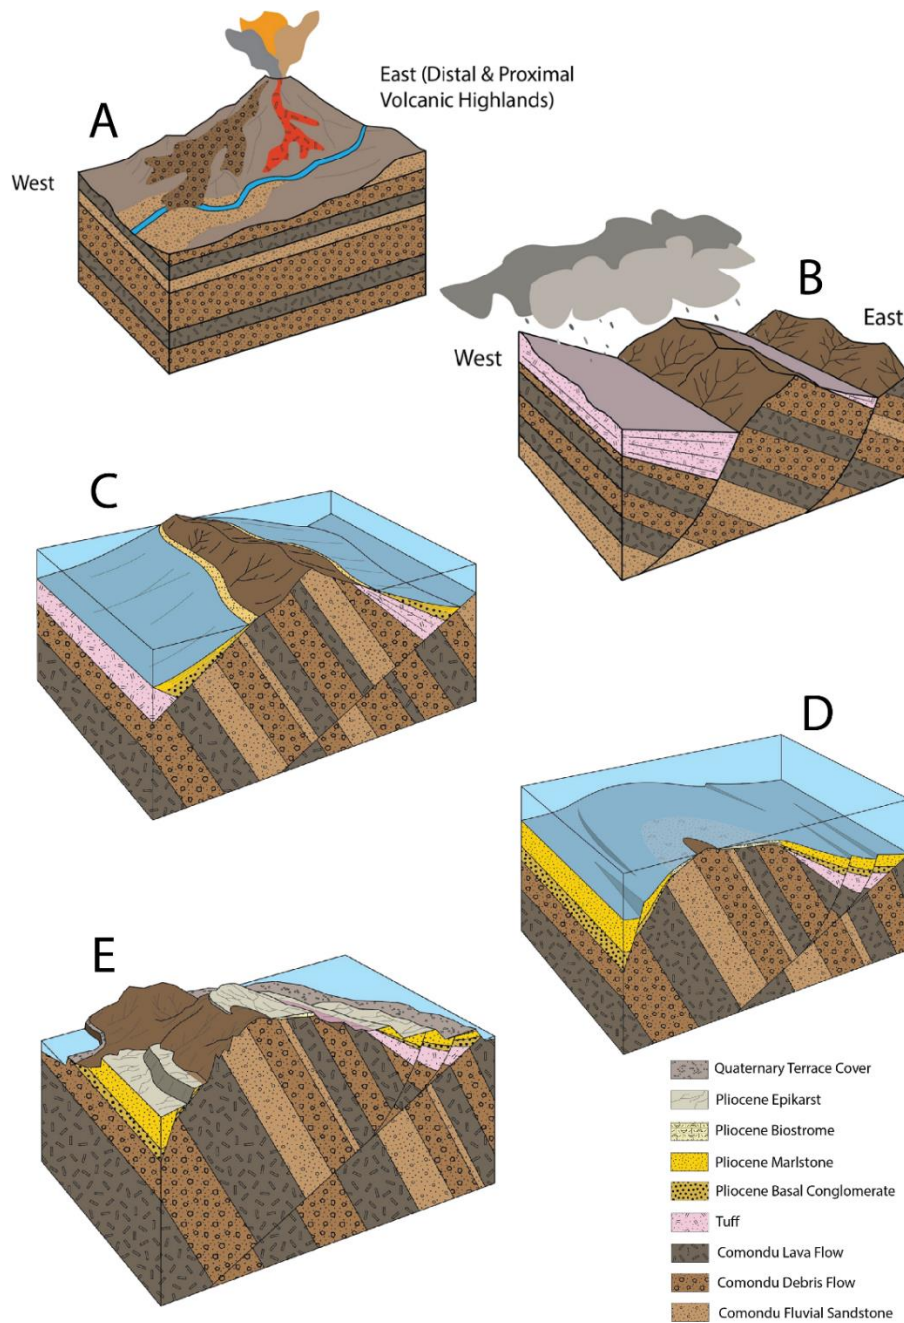 A
East (Distal & Proximal
Volcanic Highlands)
West
B
East
West
C
D
E
Quaternary Terrace Cover
Pliocene Epikarst
Pliocene Biostrome
Pliocene Marlstone
Pliocene Basal Conglomerate
Tuff
Comondu Lava Flow
Comondu Debris Flow
Comondu Fluvial Sandstone